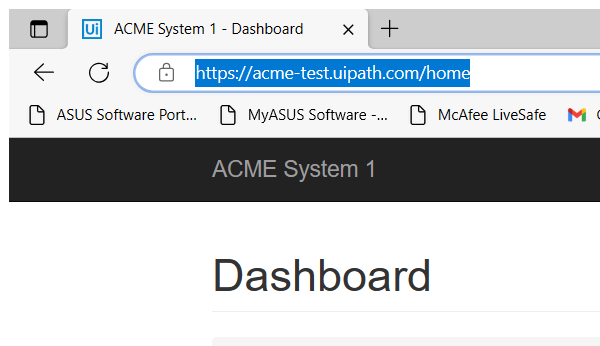 Ui ACME System 1 - Dashboard
https://acme-test.uipath.com/home
ASUS Software Port... MyASUS Software -... McAfee LiveSafe
ACME System 1
Dashboard